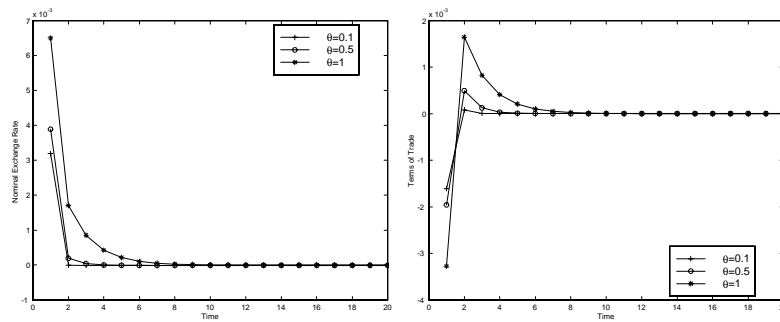 7
x 10⁻³
θ=0.1
θ=0.5
θ=1
6
5
4
3
2
1
0
-1
Nominal Exchange Rate
0 2 4 6 8 10 12 14 16 18 20
Time
2
x 10⁻³
1
0
-1
-2
-3
-4
Terms of Trade
θ=0.1
θ=0.5
θ=1
0 2 4 6 8 10 12 14 16 18
Time